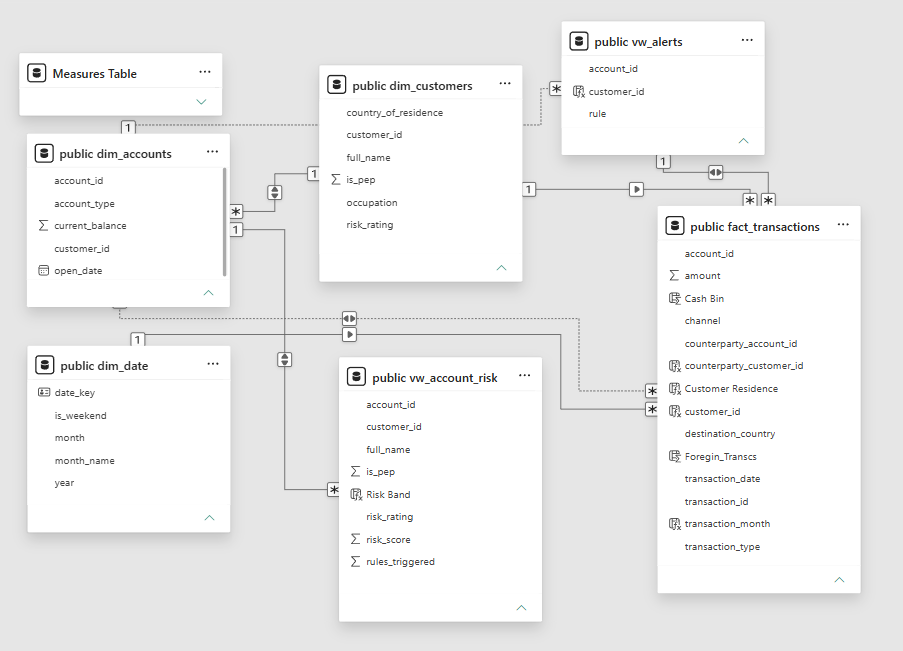 Measures Table
public dim_accounts
account_id
account_type
current_balance
customer_id
open_date
public dim_date
date_key
is_weekend
month
month_name
year
public dim_customers
country_of_residence
customer_id
full_name
is_pep
occupation
risk_rating
public vw_account_risk
account_id
customer_id
full_name
is_pep
Risk Band
risk_rating
risk_score
rules_triggered
public vw_alerts
account_id
customer_id
rule
public fact_transactions
account_id
amount
Cash Bin
channel
counterparty_account_id
counterparty_customer_id
Customer Residence
customer_id
destination_country
Foregin_Transcs
transaction_date
transaction_id
transaction_month
transaction_type
1
*
1
1
*
1
*
1
*
1
*
1
*
*